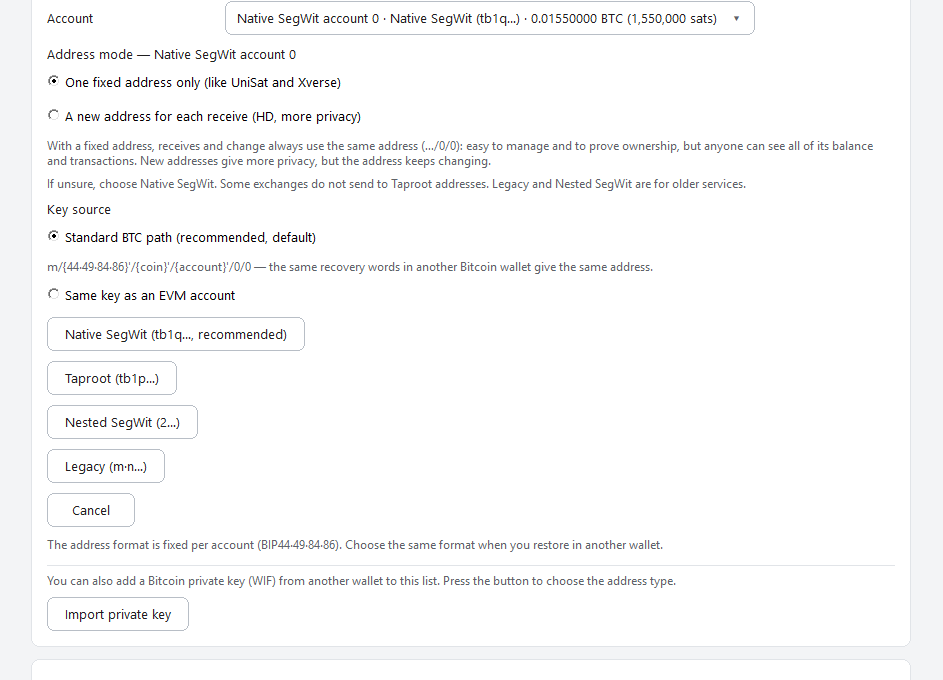 Account
Native SegWit account 0 · Native SegWit (tb1q...) · 0.01550000 BTC (1,550,000 sats)
Address mode — Native SegWit account 0
One fixed address only (like UniSat and Xverse)
A new address for each receive (HD, more privacy)
With a fixed address, receives and change always use the same address (.../0/0): easy to manage and to prove ownership, but anyone can see all of its balance
and transactions. New addresses give more privacy, but the address keeps changing.
If unsure, choose Native SegWit. Some exchanges do not send to Taproot addresses. Legacy and Nested SegWit are for older services.
Key source
Standard BTC path (recommended, default)
m/{44·49·84·86}'/{coin}'/{account}'/0/0 — the same recovery words in another Bitcoin wallet give the same address.
Same key as an EVM account
Native SegWit (tb1q..., recommended)
Taproot (tb1p...)
Nested SegWit (2...)
Legacy (m·n...)
Cancel
The address format is fixed per account (BIP44·49·84·86). Choose the same format when you restore in another wallet.
You can also add a Bitcoin private key (WIF) from another wallet to this list. Press the button to choose the address type.
Import private key